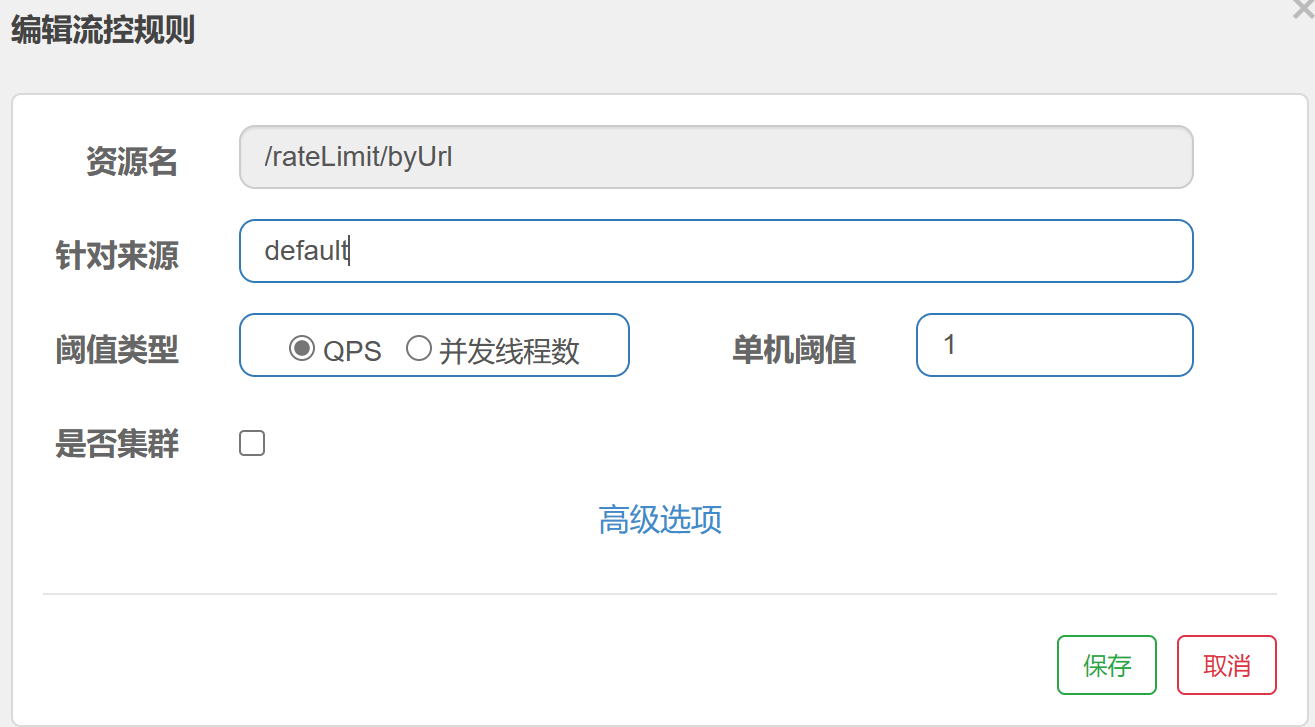 编辑流控规则
资源名 /rateLimit/byUrl
针对来源 default
阈值类型 QPS 并发线程数 单机阈值 1
是否集群
高级选项
保存 取消